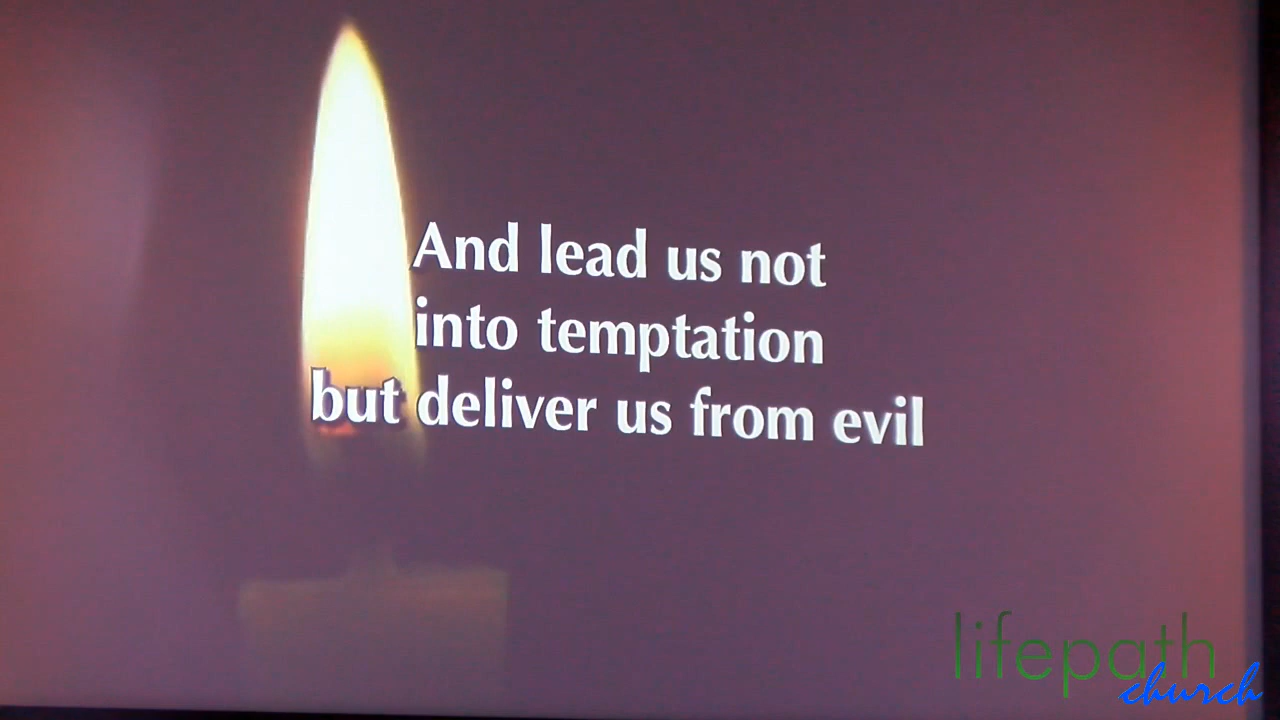 And lead us not
into temptation
but deliver us from evil
lifepath
church